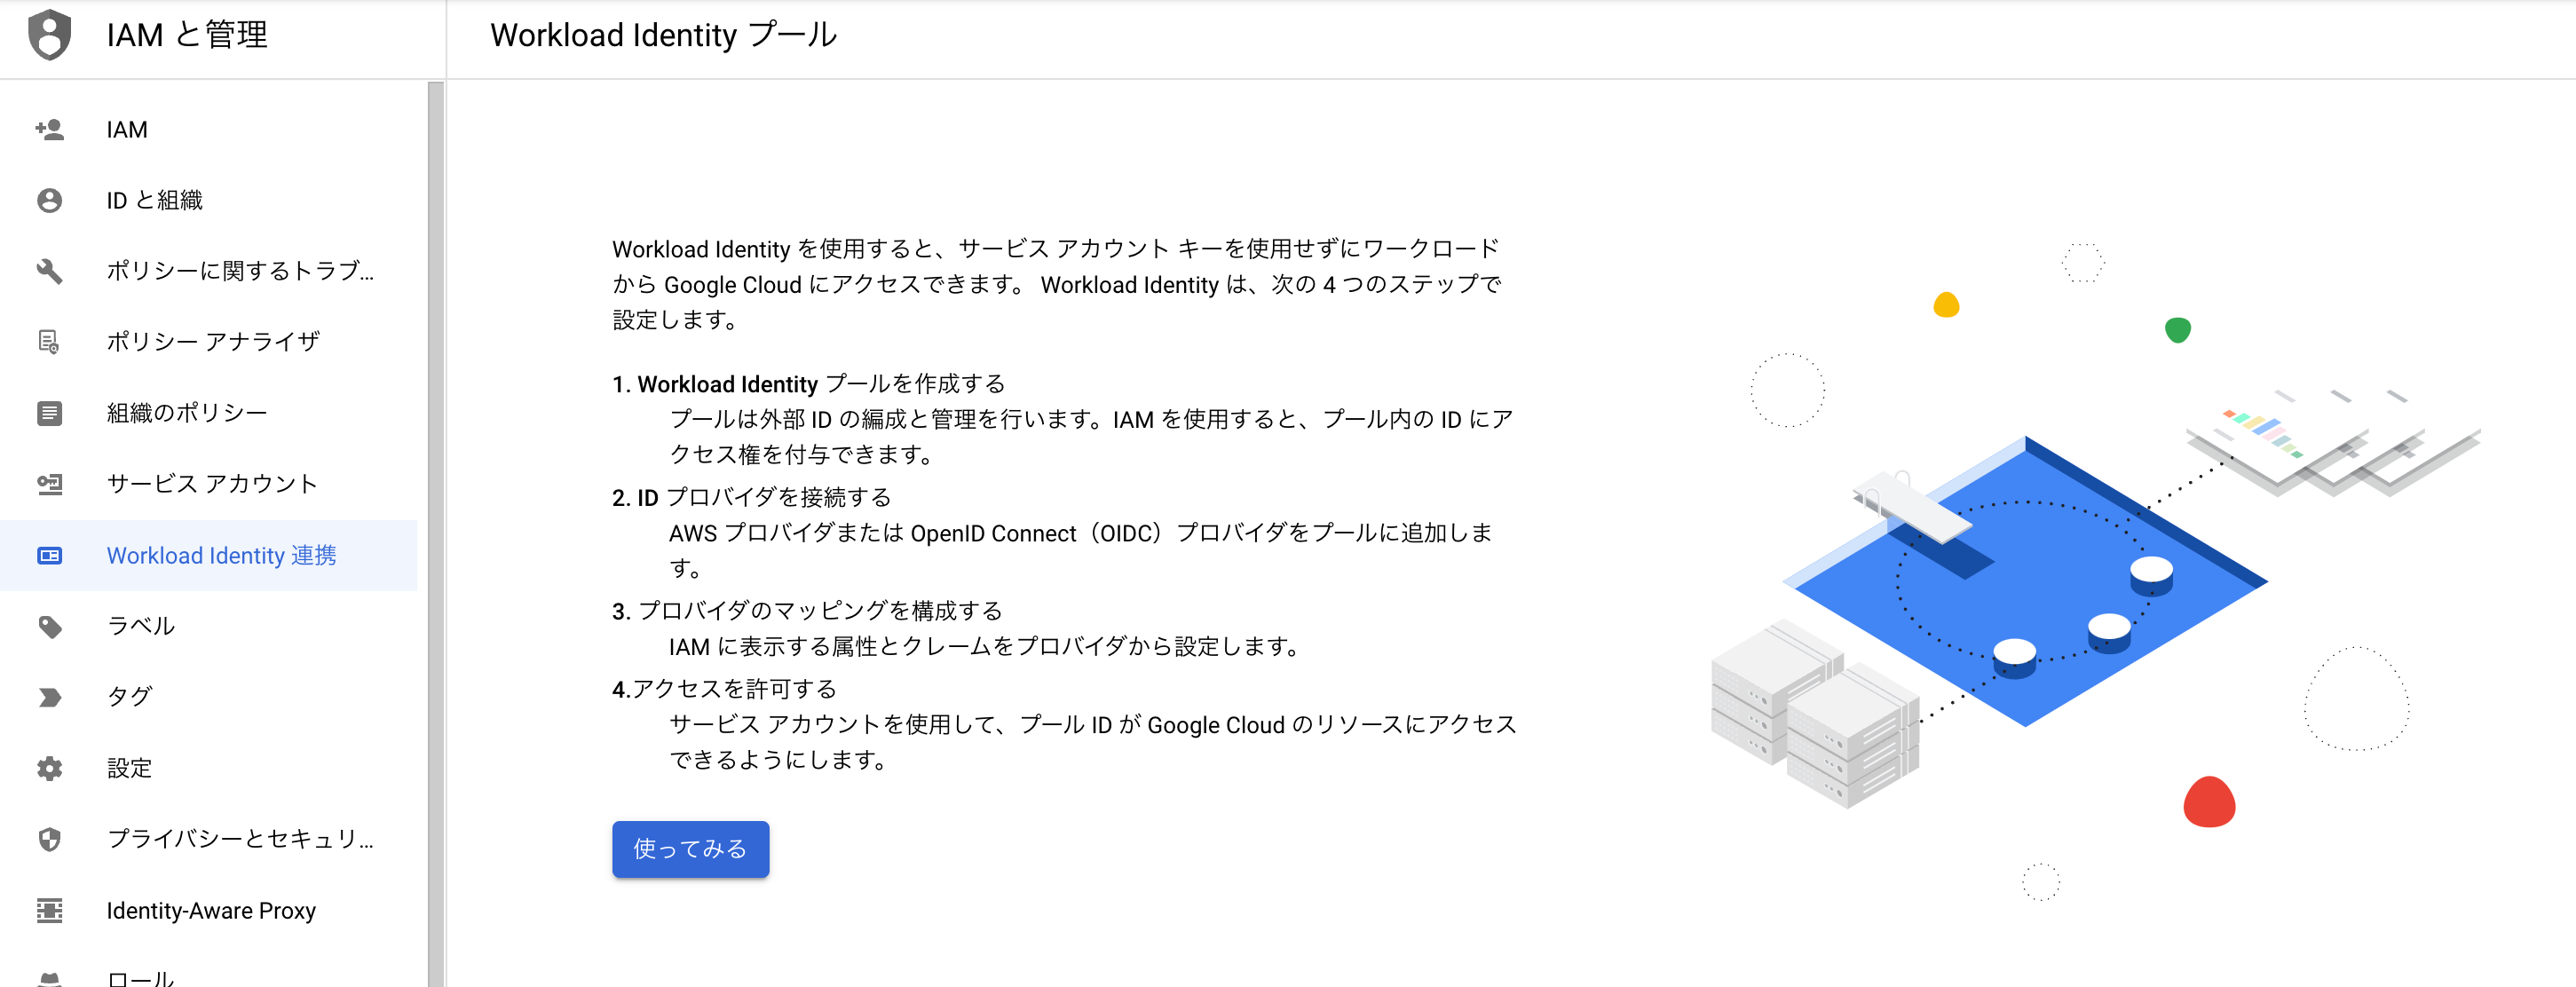 IAM と管理
Workload Identity プール
IAM
ID と組織
ポリシーに関するトラブ...
ポリシー アナライザ
組織のポリシー
サービス アカウント
Workload Identity 連携
ラベル
タグ
設定
プライバシーとセキュリ...
Identity-Aware Proxy
ロール
Workload Identity を使用すると、サービス アカウント キーを使用せずにワークロード
から Google Cloud にアクセスできます。 Workload Identity は、次の 4 つのステップで
設定します。
1. Workload Identity プールを作成する
プールは外部 ID の編成と管理を行います。IAM を使用すると、プール内の ID にア
クセス権を付与できます。
2. ID プロバイダを接続する
AWS プロバイダまたは OpenID Connect（OIDC）プロバイダをプールに追加しま
す。
3. プロバイダのマッピングを構成する
IAM に表示する属性とクレームをプロバイダから設定します。
4.アクセスを許可する
サービス アカウントを使用して、プール ID が Google Cloud のリソースにアクセス
できるようにします。
使ってみる